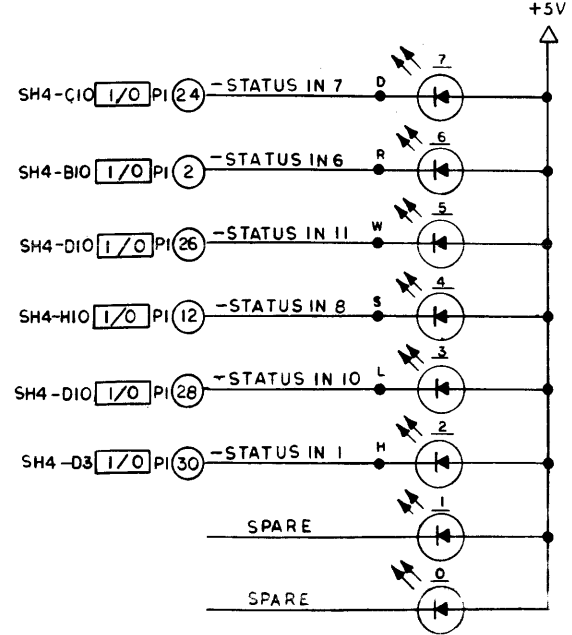 +5V
SH4-C10 I/O P1 24 -STATUS IN 7 D 7
SH4-B10 I/O P1 2 -STATUS IN 6 R 6
SH4-D10 I/O P1 26 -STATUS IN 11 W 5
SH4-H10 I/O P1 12 -STATUS IN 8 S 4
SH4-D10 I/O P1 28 -STATUS IN 10 L 3
SH4-D3 I/O P1 30 -STATUS IN 1 H 2
SPARE 1
SPARE 0